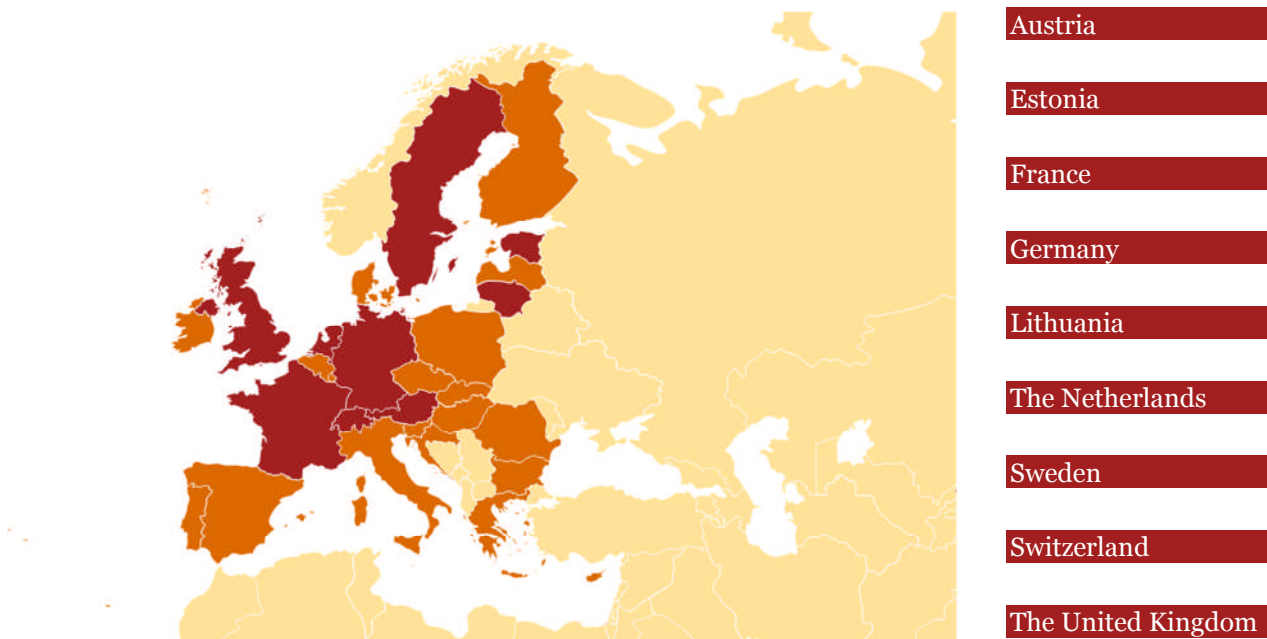 Austria
Estonia
France
Germany
Lithuania
The Netherlands
Sweden
Switzerland
The United Kingdom